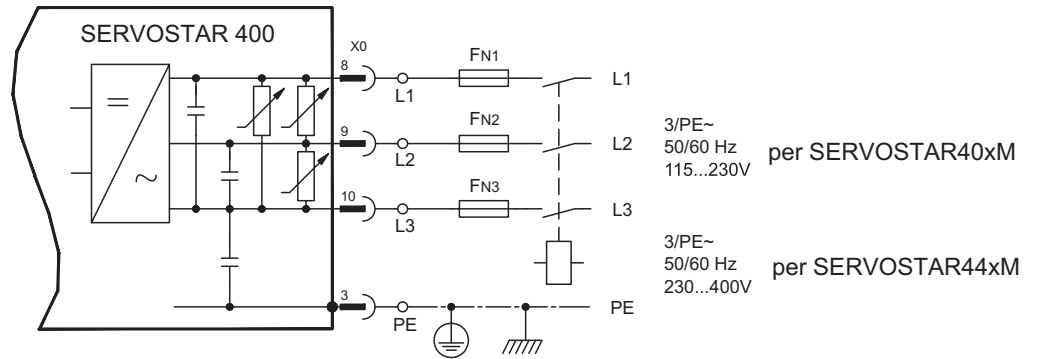 SERVOSTAR 400
X0
8
L1
FN1
L1
9
L2
FN2
L2
10
L3
FN3
L3
3
PE
PE
3/PE~
50/60 Hz
115...230V
per SERVOSTAR40xM
3/PE~
50/60 Hz
230...400V
per SERVOSTAR44xM